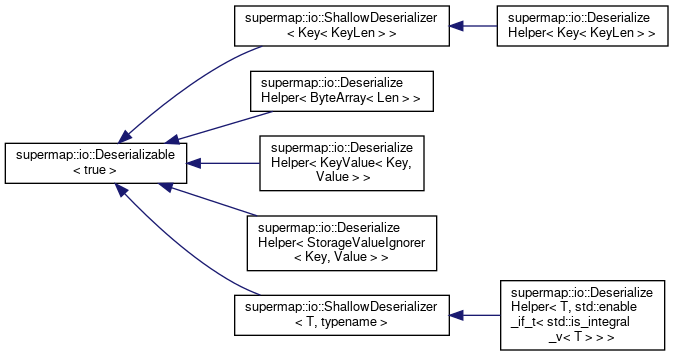 supermap::io::ShallowDeserializer
< Key< KeyLen > >
supermap::io::Deserialize
Helper< Key< KeyLen > >
supermap::io::Deserialize
Helper< ByteArray< Len > >
supermap::io::Deserializable
< true >
supermap::io::Deserialize
Helper< KeyValue< Key,
Value > >
supermap::io::Deserialize
Helper< StorageValueIgnorer
< Key, Value > >
supermap::io::ShallowDeserializer
< T, typename >
supermap::io::Deserialize
Helper< T, std::enable
_if_t< std::is_integral
_v< T > > >